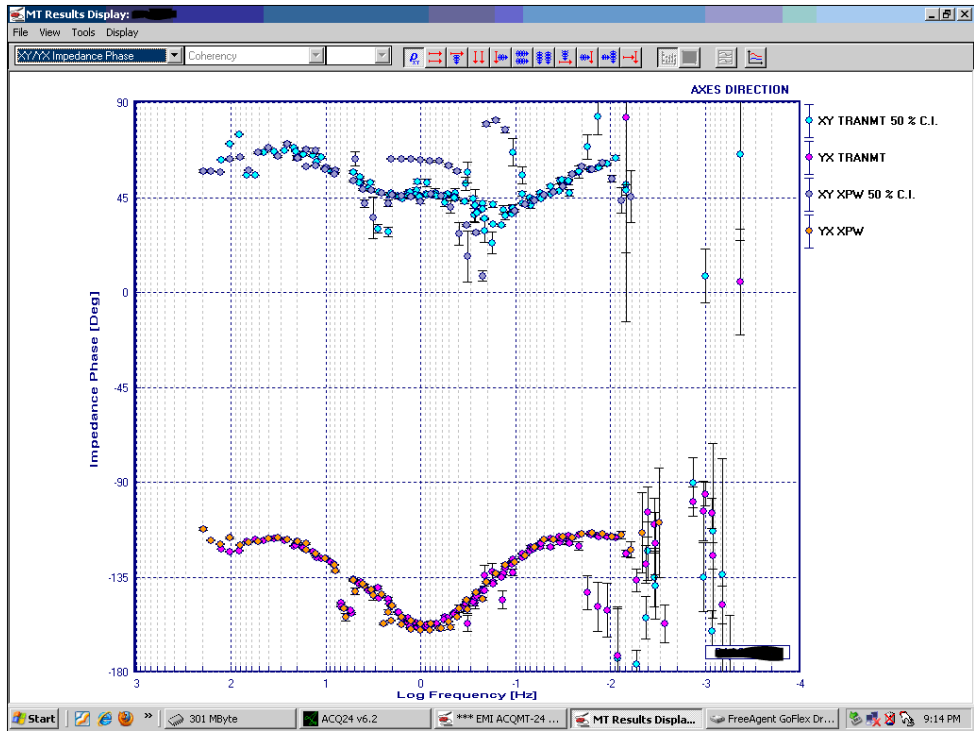 MT Results Display:
File View Tools Display
XY/YX Impedance Phase Coherency
AXES DIRECTION
XY TRANMT 50 % C.I.
YX TRANMT
XY XPW 50 % C.I.
YX XPW
90
45
0
-45
-90
-135
-180
Impedance Phase [Deg]
3 2 1 0 -1 -2 -3 -4
Log Frequency [Hz]
Start » 301 MByte ACQ24 v6.2 *** EMI ACQMT-24 ... MT Results Displa... FreeAgent GoFlex Dr... 9:14 PM